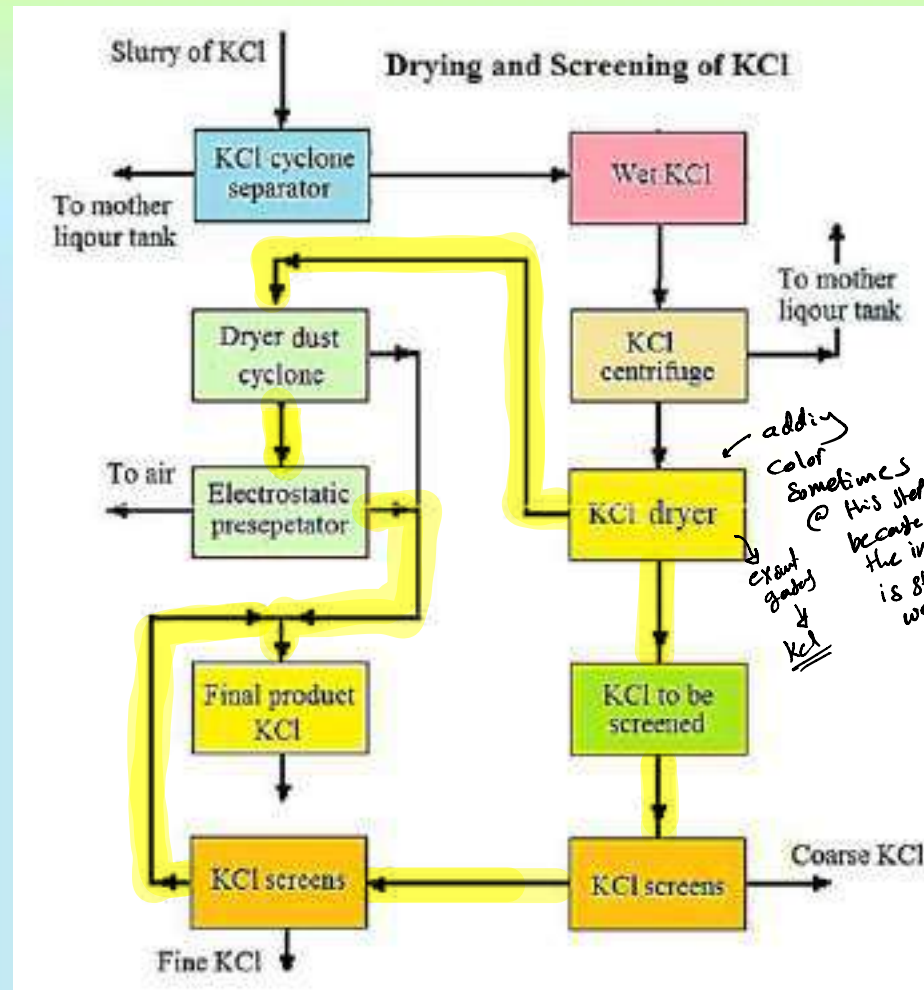 Drying and Screening of KCl
Slurry of KCl
KCl cyclone
separator
To mother
liqour tank
Wet KCl
To mother
liqour tank
Dryer dust
cyclone
KCl
centrifuge
To air
Electrostatic
presepetator
KCl dryer
adding
color
sometimes
@ this step
because
the
is
Kcl
Final product
KCl
KCl to be
screened
KCl screens
KCl screens
Coarse KCl
Fine KCl